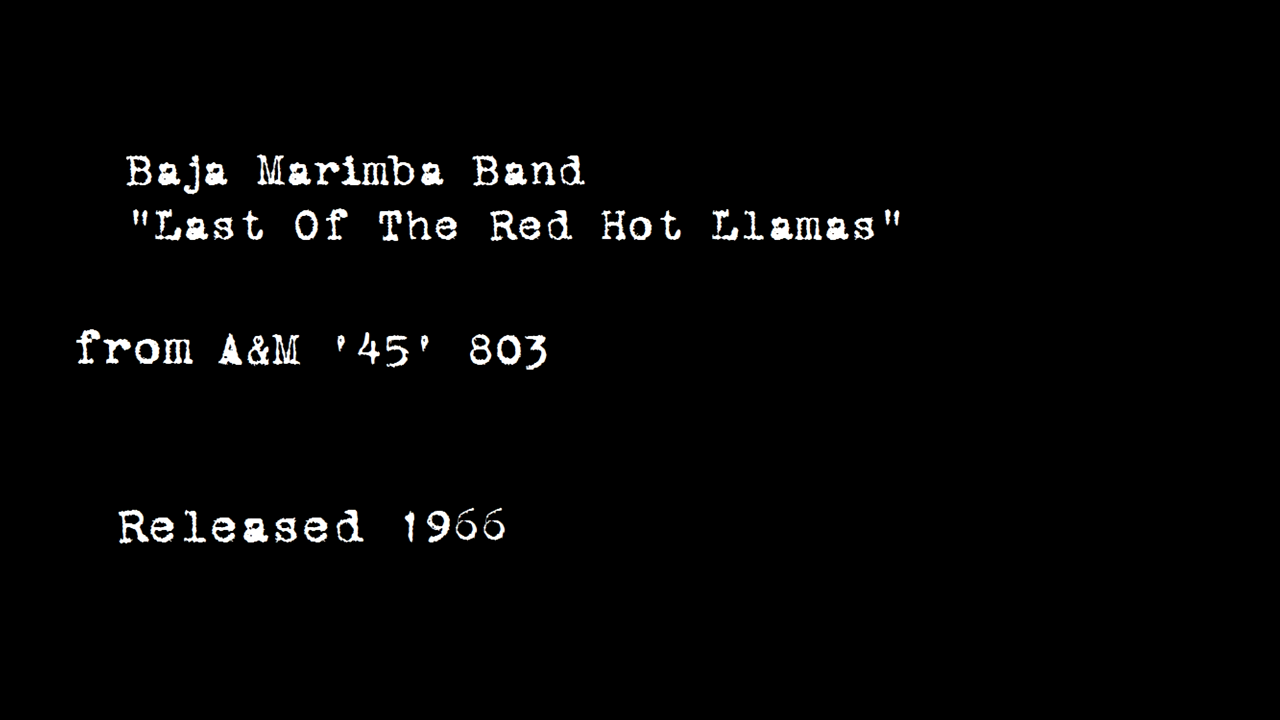 Baja Marimba Band
"Last Of The Red Hot Llamas"
from A&M '45' 803
Released 1966